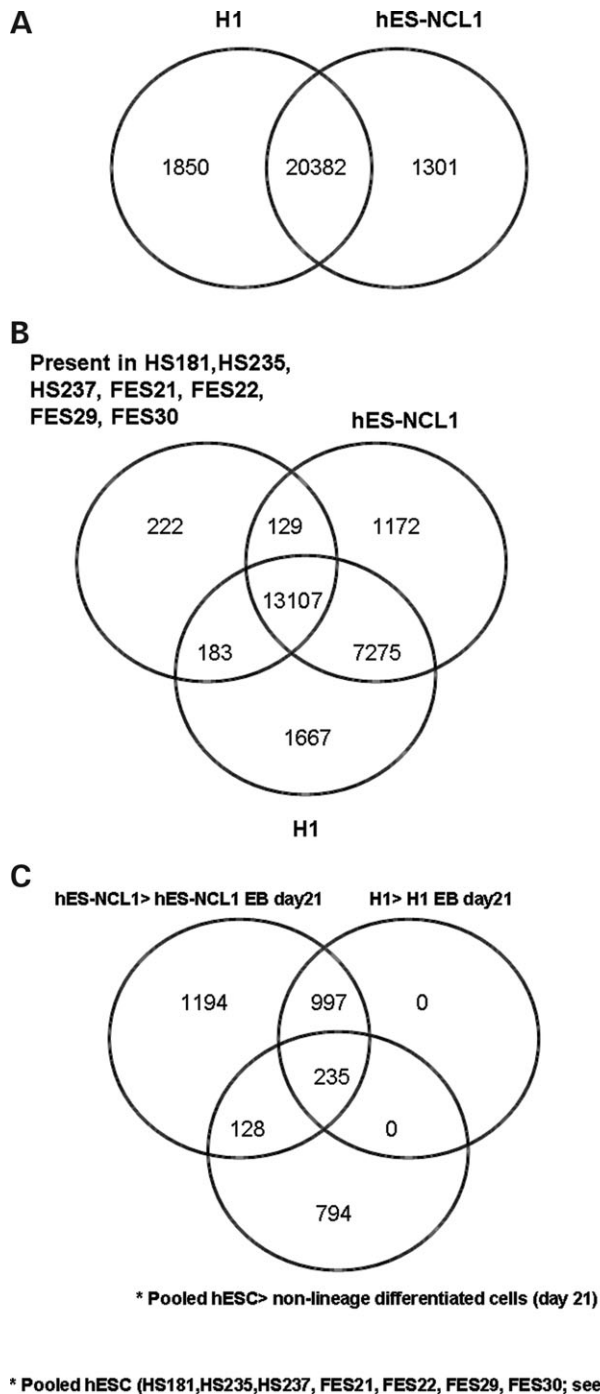 A
H1 hES-NCL1
1850 20382 1301
B
Present in HS181,HS235,
HS237, FES21, FES22,
FES29, FES30
hES-NCL1
222 129 1172
13107
183 7275
1667
H1
C
hES-NCL1> hES-NCL1 EB day21 H1> H1 EB day21
1194 997 0
235
128 0
794
* Pooled hESC> non-lineage differentiated cells (day 21)
* Pooled hESC (HS181,HS235,HS237, FES21, FES22, FES29, FES30; see